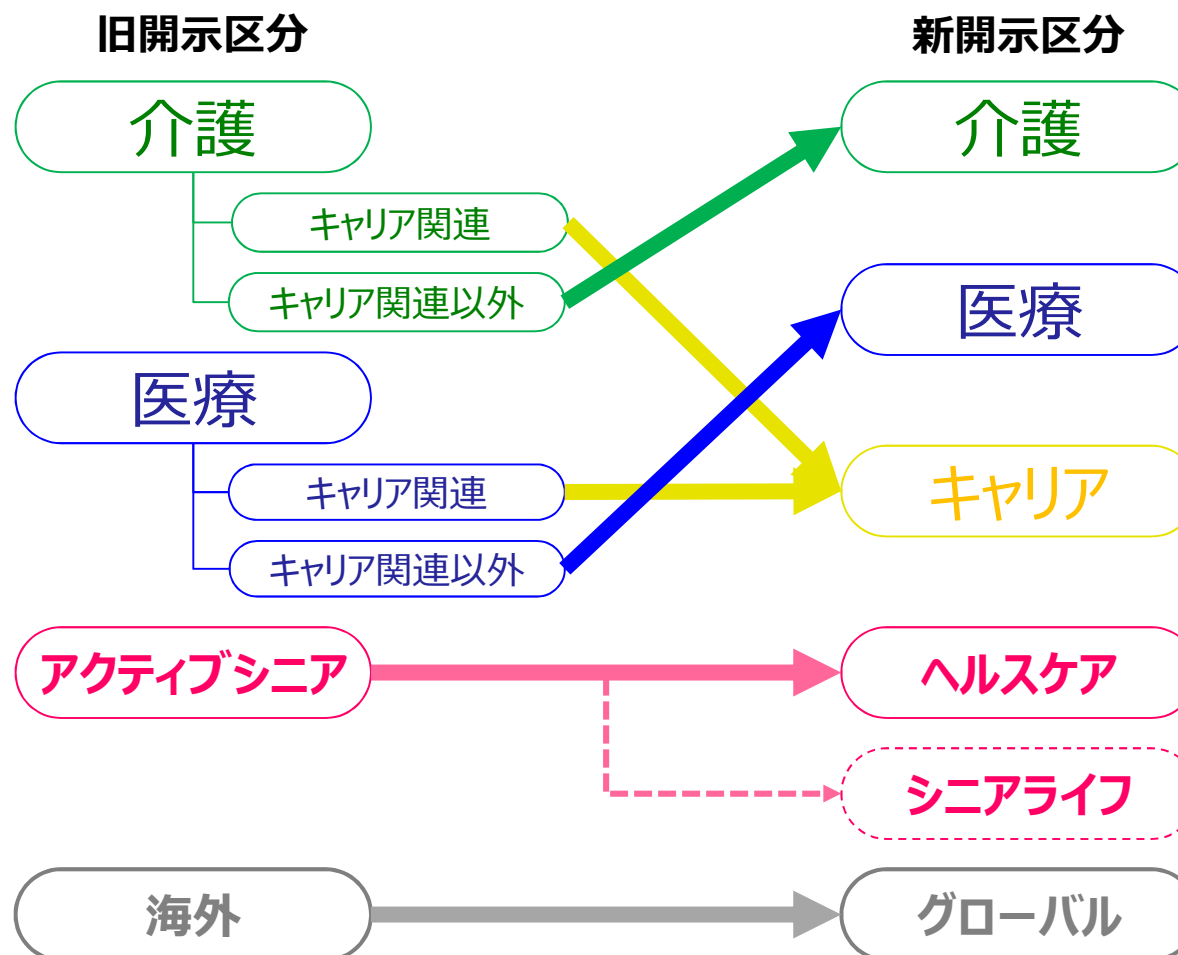 旧開示区分
新開示区分
介護
介護
キャリア関連
キャリア関連以外
医療
医療
キャリア関連
キャリア
キャリア関連以外
アクティブシニア
ヘルスケア
シニアライフ
海外
グローバル